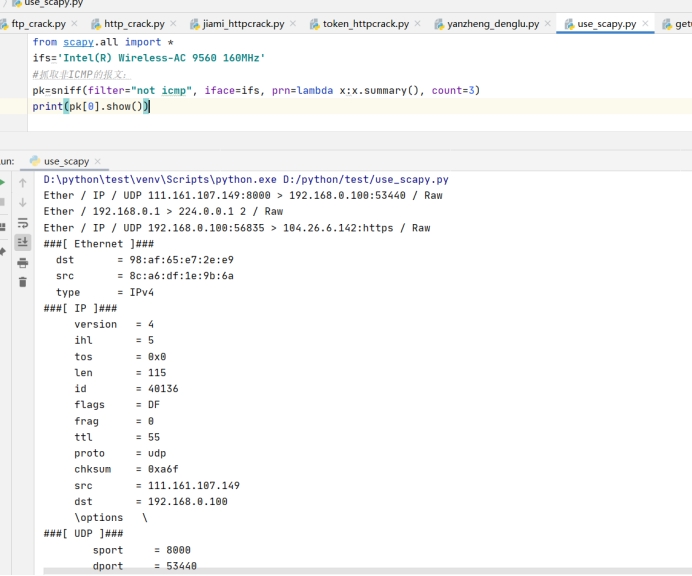 use_scapy.py
ftp_crack.py × http_crack.py × jiami_httpcrack.py × token_httpcrack.py × yanzheng_denglu.py × use_scapy.py ×
from scapy.all import *
ifs='Intel(R) Wireless-AC 9560 160MHz'
#抓取非ICMP的报文:
pk=sniff(filter="not icmp", iface=ifs, prn=lambda x:x.summary(), count=3)
print(pk[0].show())
un: use_scapy ×
D:\python\test\venv\Scripts\python.exe D:/python/test/use_scapy.py
Ether / IP / UDP 111.161.107.149:8000 > 192.168.0.100:53440 / Raw
Ether / 192.168.0.1 > 224.0.0.1 2 / Raw
Ether / IP / UDP 192.168.0.100:56835 > 104.26.6.142:https / Raw
###[ Ethernet ]###
dst = 98:af:65:e7:2e:e9
src = 8c:a6:df:1e:9b:6a
type = IPv4
###[ IP ]###
version = 4
ihl = 5
tos = 0x0
len = 115
id = 40136
flags = DF
frag = 0
ttl = 55
proto = udp
chksum = 0xa6f
src = 111.161.107.149
dst = 192.168.0.100
\options \
###[ UDP ]###
sport = 8000
dport = 53440